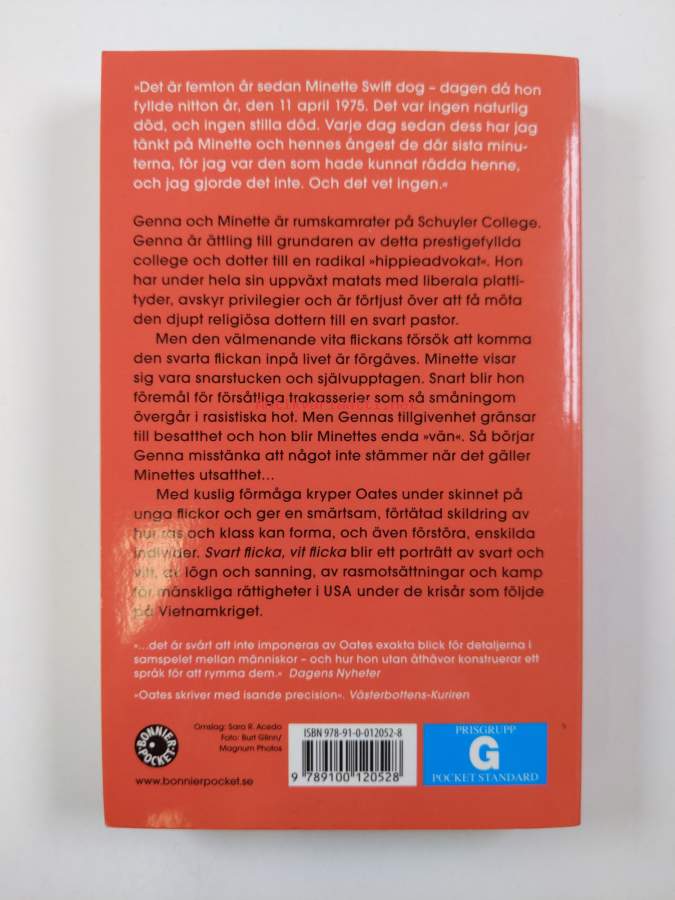 »Det är femton år sedan Minette Swift dog – dagen då hon
fyllde nitton år, den 11 april 1975. Det var ingen naturlig
död, och ingen stilla död. Varje dag sedan dess har jag
tänkt på Minette och hennes ångest de där sista minu-
terna, för jag var den som hade kunnat rädda henne,
och jag gjorde det inte. Och det vet ingen.«
Genna och Minette är rumskamrater på Schuyler College.
Genna är ättling till grundaren av detta prestigefyllda
college och dotter till en radikal »hippieadvokat«. Hon
har under hela sin uppväxt matats med liberala platti-
tyder, avskyr privilegier och är förtjust över att få möta
den djupt religiösa dottern till en svart pastor.
Men den välmenande vita flickans försök att komma
den svarta flickan inpå livet är förgäves. Minette visar
sig vara snarstucken och självupptagen. Snart blir hon
föremål för försåtliga trakasserier som så småningom
övergår i rasistiska hot. Men Gennas tillgivenhet gränsar
till besatthet och hon blir Minettes enda »vän«. Så börjar
Genna misstänka att något inte stämmer när det gäller
Minettes utsatthet...
Med kuslig förmåga kryper Oates under skinnet på
unga flickor och ger en smärtsam, förtätad skildring av
hur ras och klass kan forma, och även förstöra, enskilda
individer. Svart flicka, vit flicka blir ett porträtt av svart och
vitt, av lögn och sanning, av rasmotsättningar och kamp
för mänskliga rättigheter i USA under de krisår som följde
på Vietnamkriget.
»...det är svårt att inte imponeras av Oates exakta blick för detaljerna i
samspelet mellan människor – och hur hon utan åthävor konstruerar ett
språk för att rymma dem.« Dagens Nyheter
»Oates skriver med isande precision«. Västerbottens-Kuriren
BONNIER POCKET
Omslag: Sara R. Acedo
Foto: Burt Glinn/
Magnum Photos
www.bonnierpocket.se
ISBN 978-91-0-012052-8
9 789100 120528
PRISGRUPP
G
POCKET STANDARD